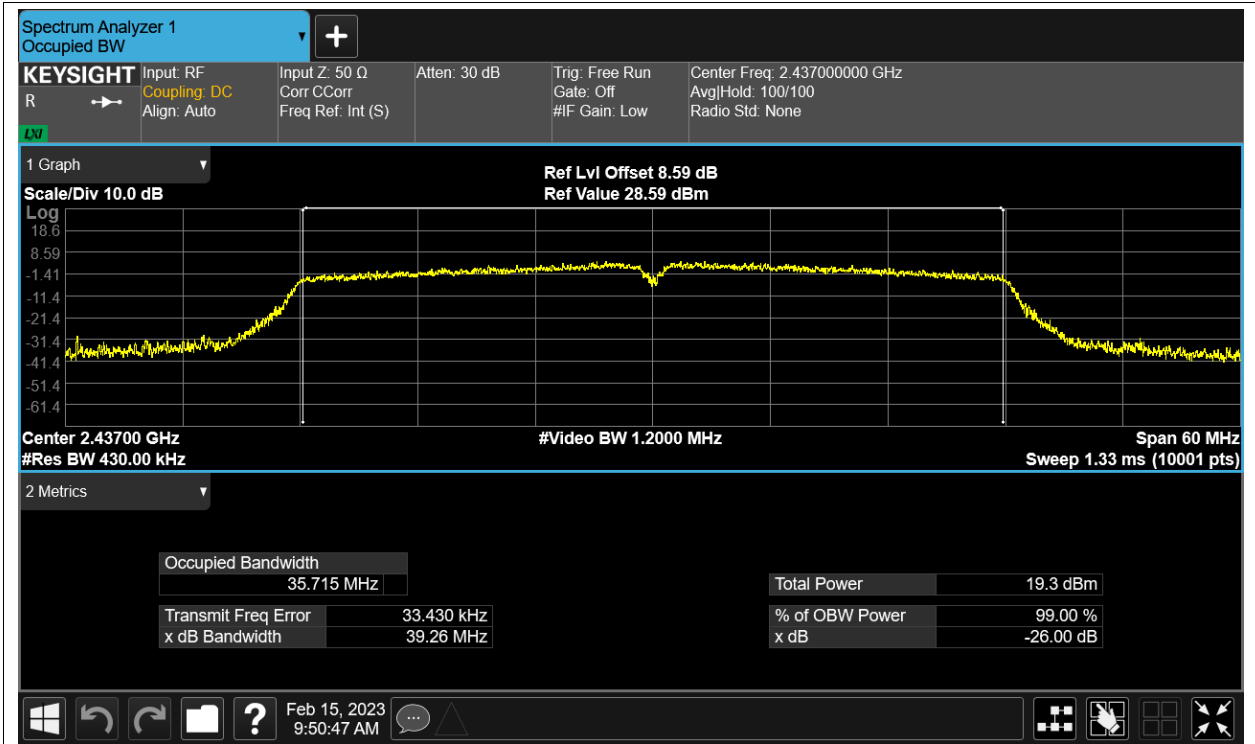 Spectrum Analyzer 1
Occupied BW
▼
+
KEYSIGHT
R
LXI
Input: RF
Coupling: DC
Align: Auto
Input Z: 50 Ω
Corr CCorr
Freq Ref: Int (S)
Atten: 30 dB
Trig: Free Run
Gate: Off
#IF Gain: Low
Center Freq: 2.437000000 GHz
Avg|Hold: 100/100
Radio Std: None
1 Graph ▼
Scale/Div 10.0 dB
Ref Lvl Offset 8.59 dB
Ref Value 28.59 dBm
Log
18.6
8.59
-1.41
-11.4
-21.4
-31.4
-41.4
-51.4
-61.4
Center 2.43700 GHz
#Res BW 430.00 kHz
#Video BW 1.2000 MHz
Span 60 MHz
Sweep 1.33 ms (10001 pts)
2 Metrics ▼
Occupied Bandwidth
35.715 MHz
Transmit Freq Error 33.430 kHz
x dB Bandwidth 39.26 MHz
Total Power 19.3 dBm
% of OBW Power 99.00 %
x dB -26.00 dB
?
Feb 15, 2023
9:50:47 AM